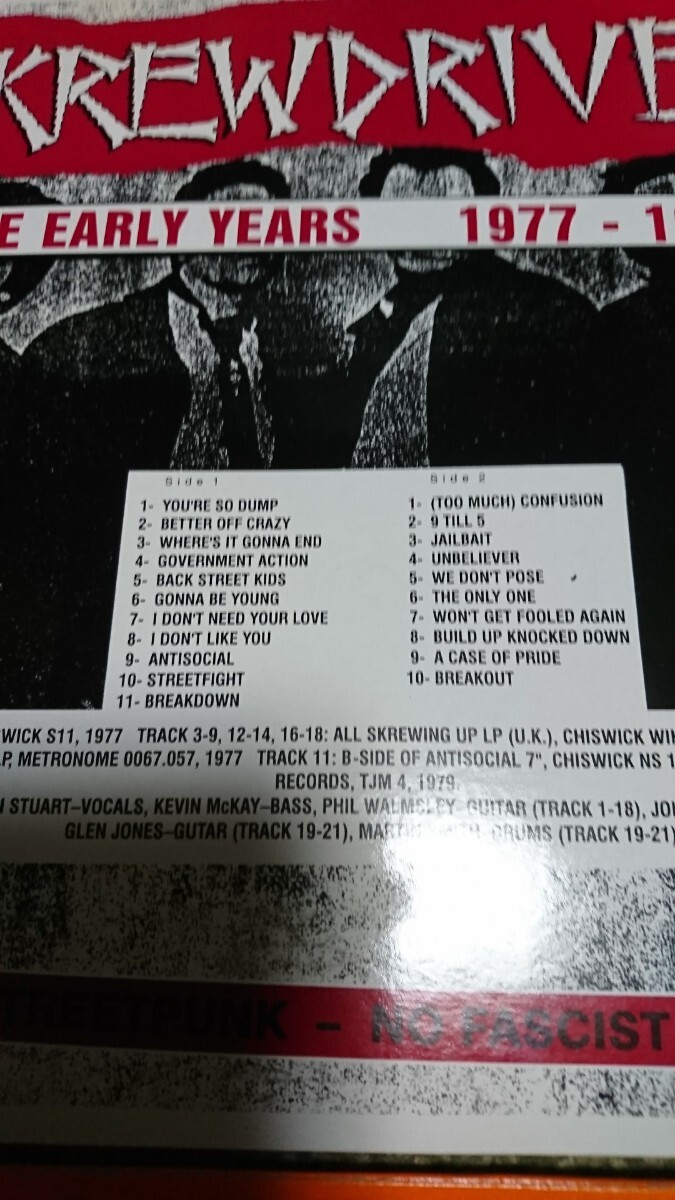 KREWDRIVE
E EARLY YEARS 1977 - 1
Side 1
1- YOU'RE SO DUMP
2- BETTER OFF CRAZY
3- WHERE'S IT GONNA END
4- GOVERNMENT ACTION
5- BACK STREET KIDS
6- GONNA BE YOUNG
7- I DON'T NEED YOUR LOVE
8- I DON'T LIKE YOU
9- ANTISOCIAL
10- STREETFIGHT
11- BREAKDOWN
Side 2
1- (TOO MUCH) CONFUSION
2- 9 TILL 5
3- JAILBAIT
4- UNBELIEVER
5- WE DON'T POSE
6- THE ONLY ONE
7- WON'T GET FOOLED AGAIN
8- BUILD UP KNOCKED DOWN
9- A CASE OF PRIDE
10- BREAKOUT
WICK S11, 1977 TRACK 3-9, 12-14, 16-18: ALL SKREWING UP LP (U.K.), CHISWICK WI
P, METRONOME 0067.057, 1977 TRACK 11: B-SIDE OF ANTISOCIAL 7", CHISWICK NS 1
RECORDS, TJM 4, 1979.
STUART–VOCALS, KEVIN McKAY–BASS, PHIL WALMSLEY–GUITAR (TRACK 1-18), JO
GLEN JONES–GUTAR (TRACK 19-21), DRUMS (TRACK 19-21)
TREETPUNK - NO FASCIST